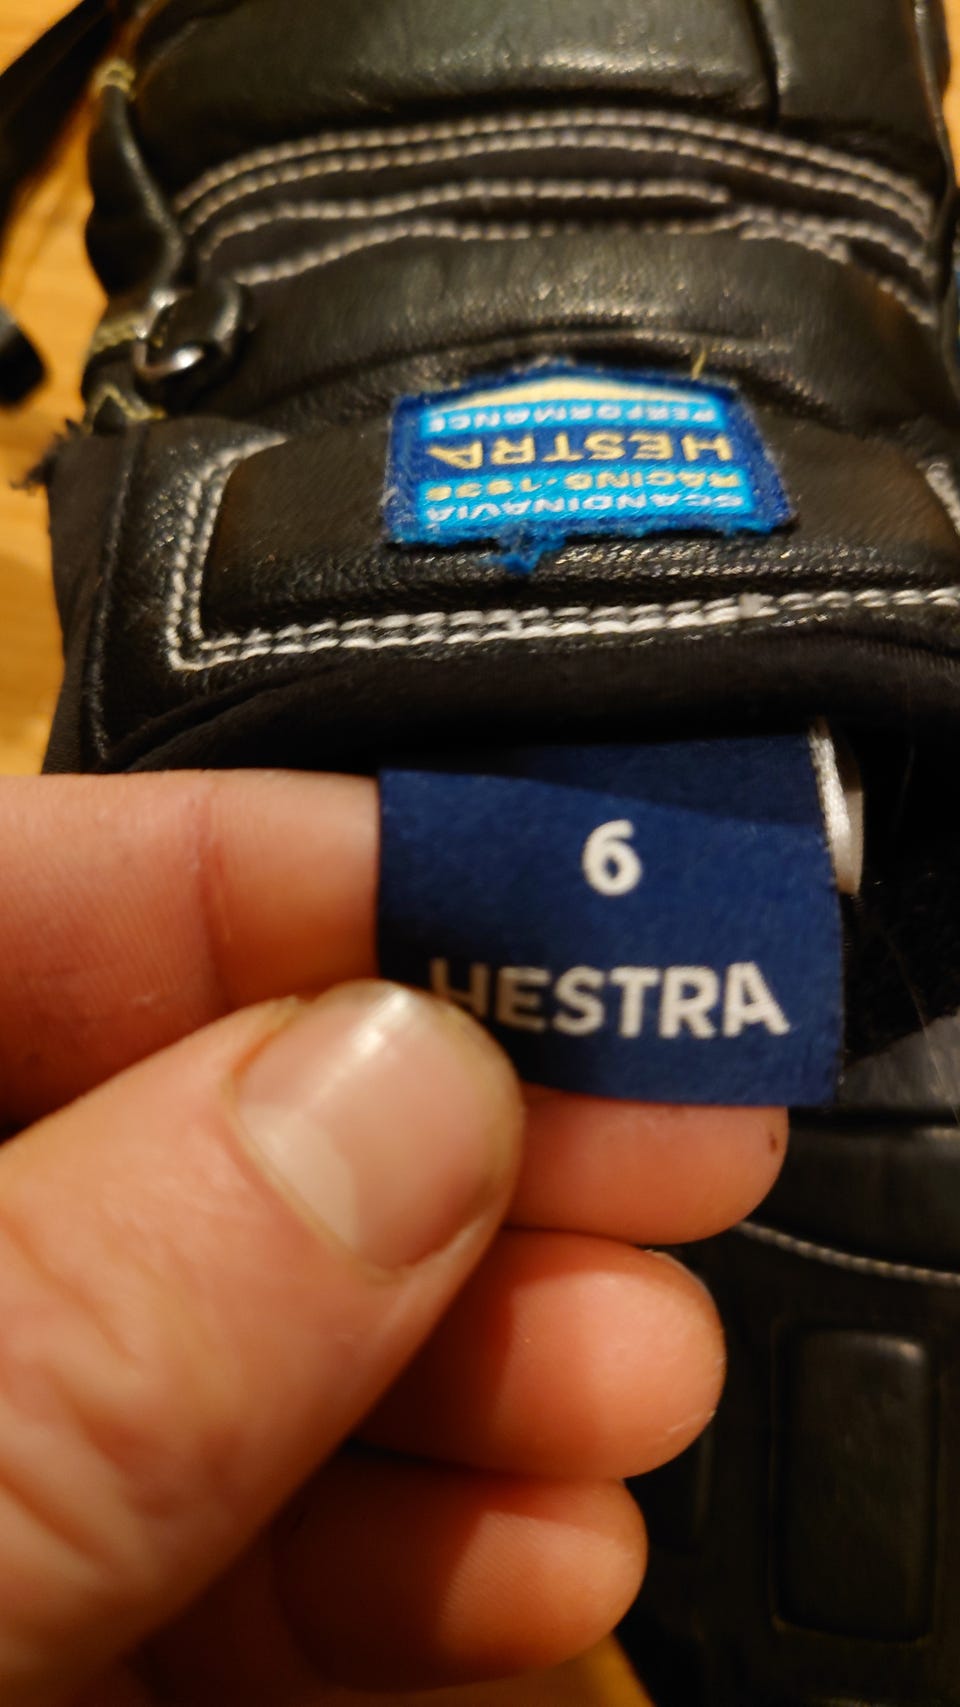 SCANDINAVIA
RACING · 1936
HESTRA
PERFORMANCE
6
HESTRA